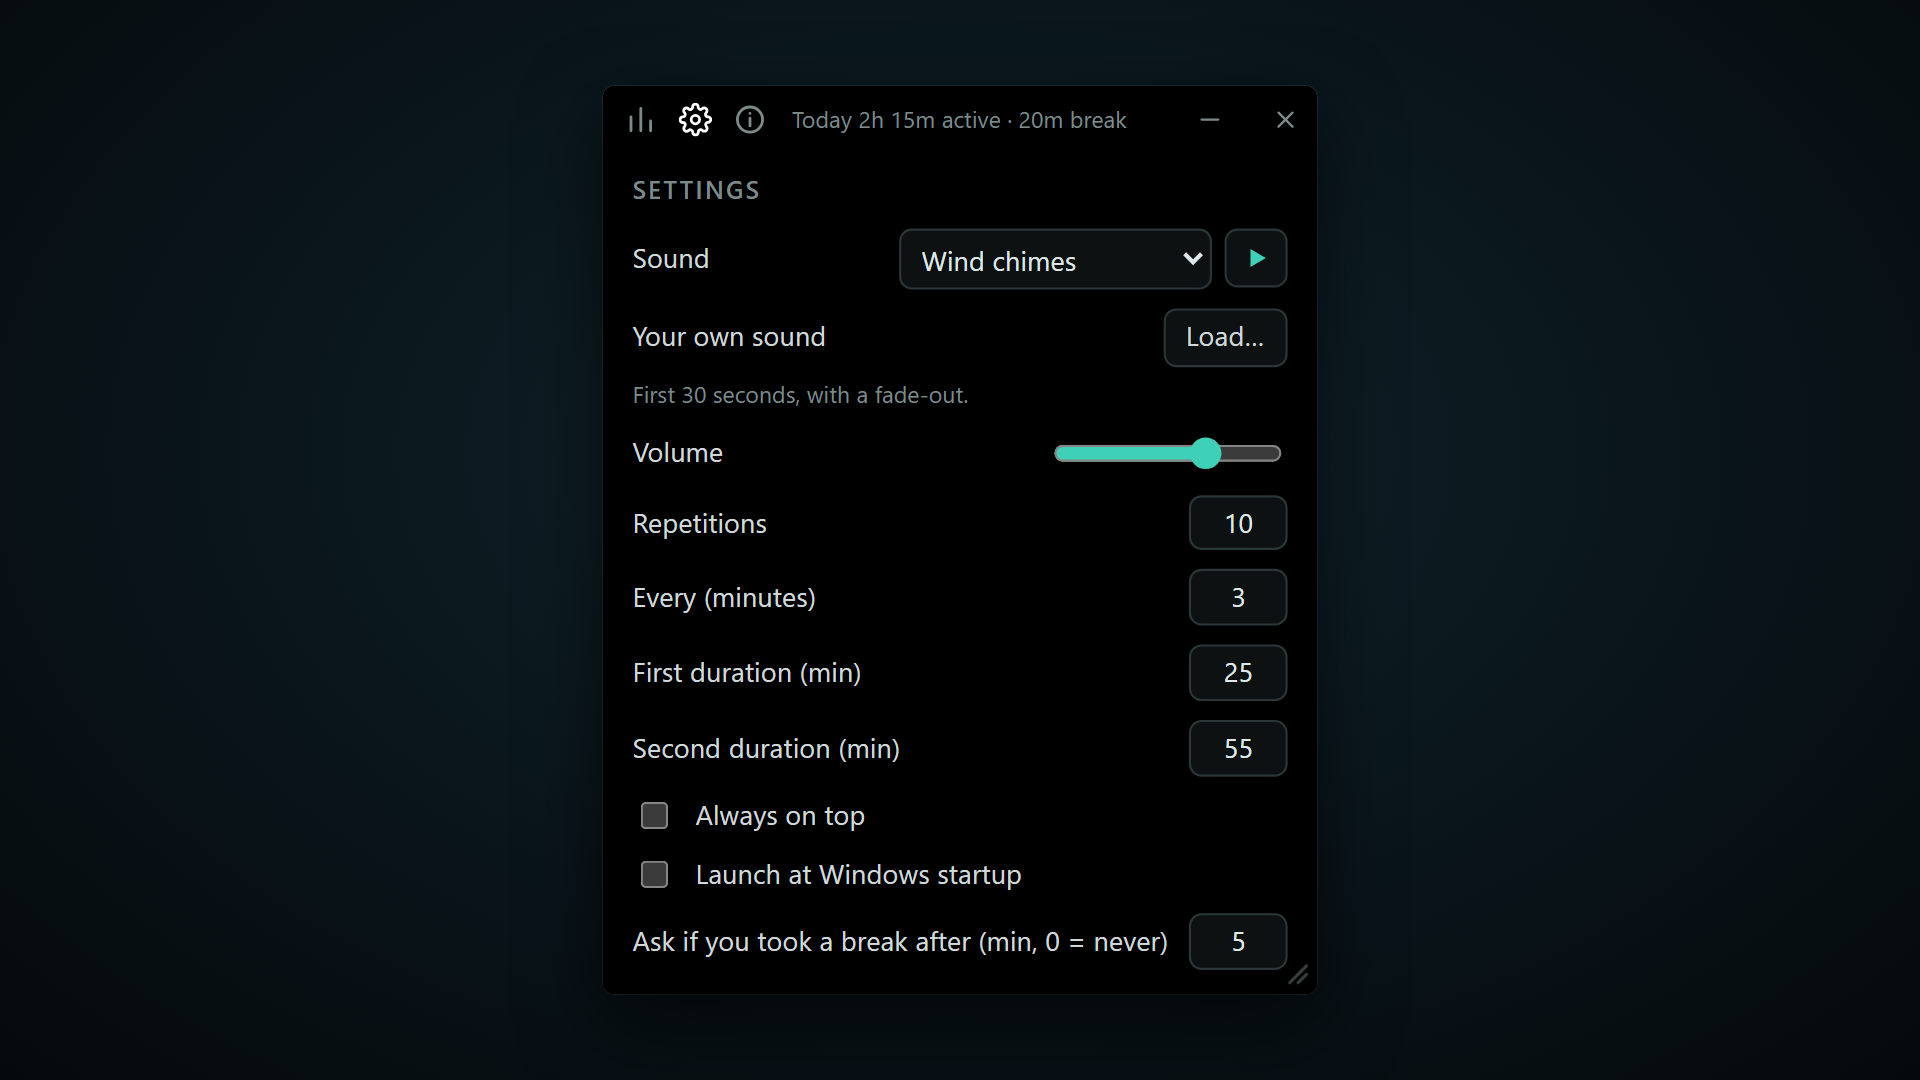 Today 2h 15m active · 20m break
SETTINGS
Sound
Wind chimes
Your own sound
Load...
First 30 seconds, with a fade-out.
Volume
Repetitions
10
Every (minutes)
3
First duration (min)
25
Second duration (min)
55
Always on top
Launch at Windows startup
Ask if you took a break after (min, 0 = never)
5